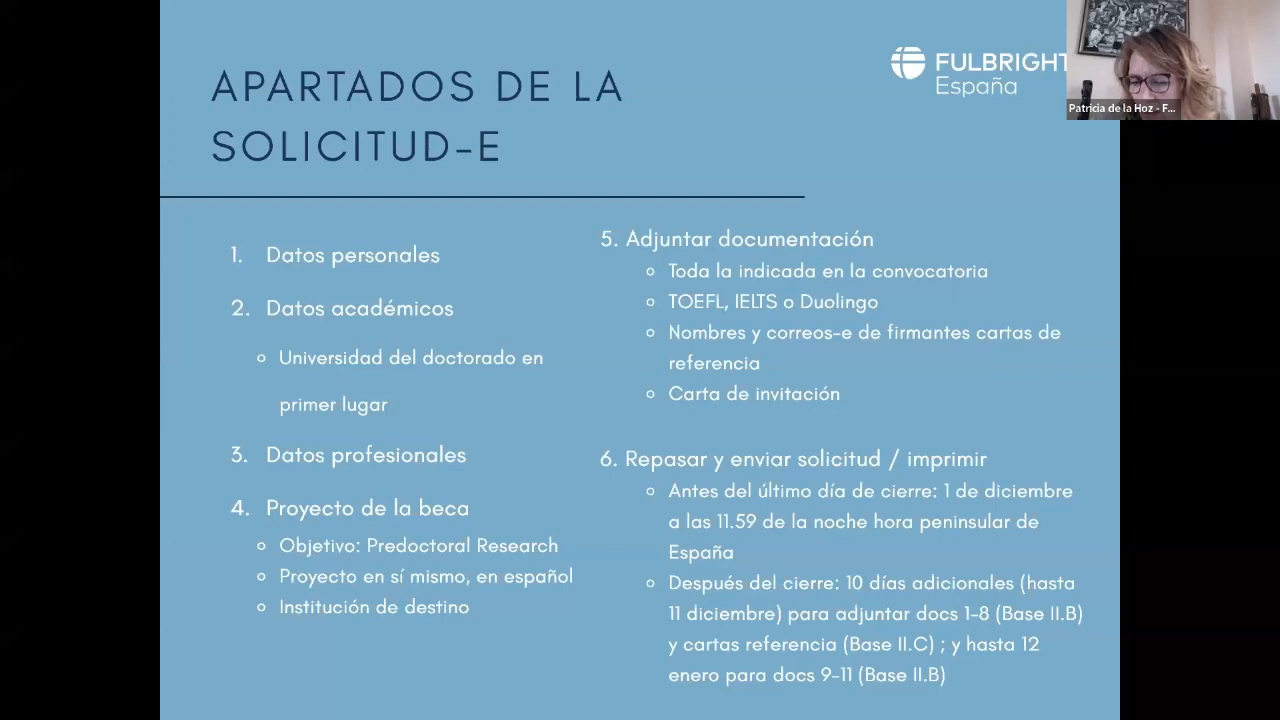 APARTADOS DE LA
SOLICITUD-E
FULBRIGHT
España
Patricia de la Hoz - F...
1. Datos personales
2. Datos académicos
Universidad del doctorado en
primer lugar
3. Datos profesionales
4. Proyecto de la beca
Objetivo: Predoctoral Research
Proyecto en sí mismo, en español
Institución de destino
5. Adjuntar documentación
Toda la indicada en la convocatoria
TOEFL, IELTS o Duolingo
Nombres y correos-e de firmantes cartas de
referencia
Carta de invitación
6. Repasar y enviar solicitud / imprimir
Antes del último día de cierre: 1 de diciembre
a las 11.59 de la noche hora peninsular de
España
Después del cierre: 10 días adicionales (hasta
11 diciembre) para adjuntar docs 1-8 (Base II.B)
y cartas referencia (Base II.C) ; y hasta 12
enero para docs 9-11 (Base II.B)